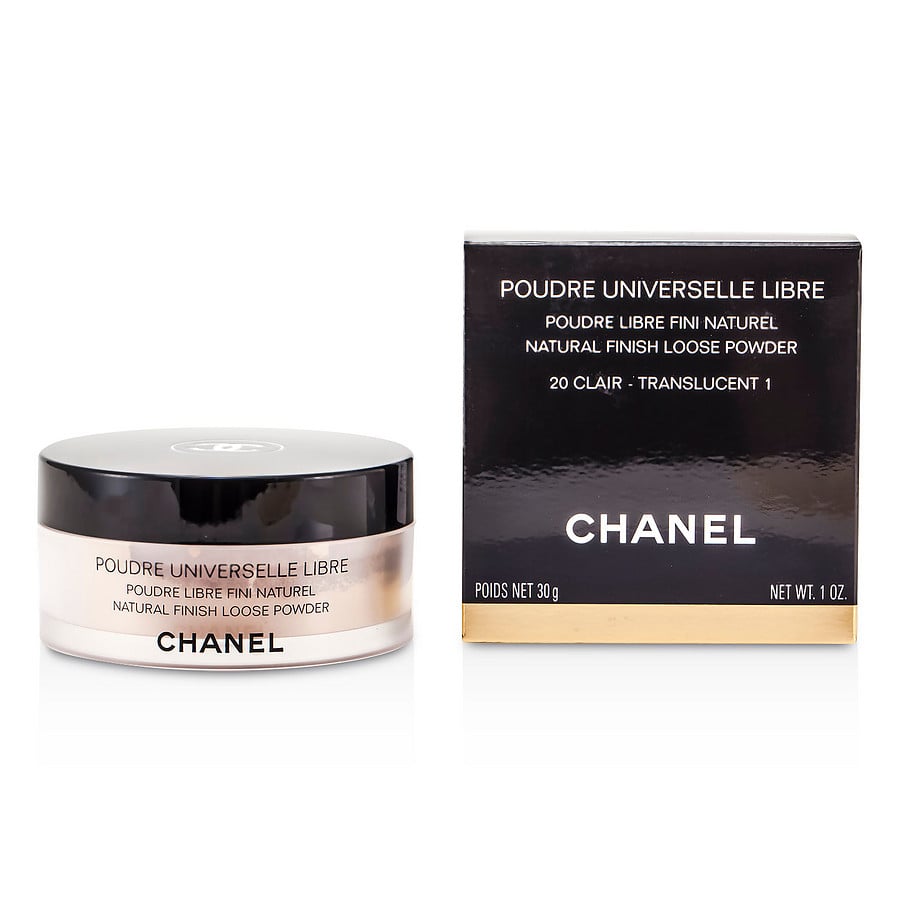 POUDRE UNIVERSELLE LIBRE
POUDRE LIBRE FINI NATUREL
NATURAL FINISH LOOSE POWDER
CHANEL
POUDRE UNIVERSELLE LIBRE
POUDRE LIBRE FINI NATUREL
NATURAL FINISH LOOSE POWDER
20 CLAIR - TRANSLUCENT 1
CHANEL
POIDS NET 30g NET WT. 1 OZ.